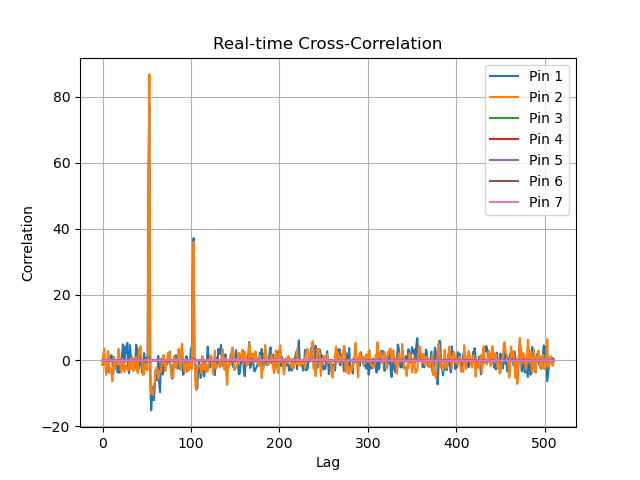 Real-time Cross-Correlation
Correlation
80
60
40
20
0
−20
0
100
200
300
400
500
Lag
Pin 1
Pin 2
Pin 3
Pin 4
Pin 5
Pin 6
Pin 7